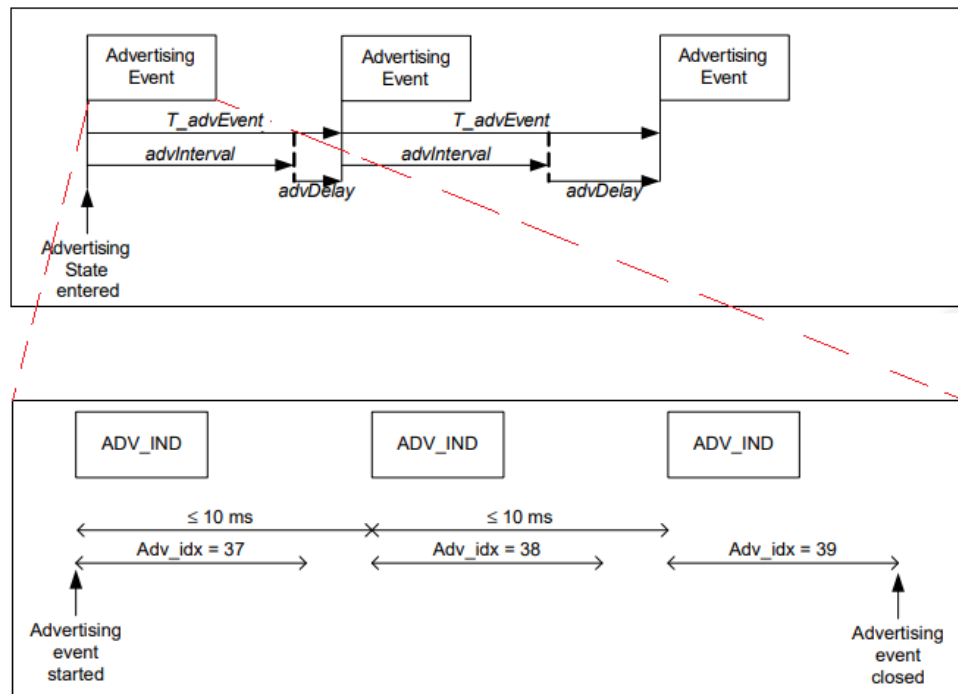 Advertising
Event
Advertising
Event
Advertising
Event
T_advEvent
T_advEvent
advInterval
advInterval
advDelay
advDelay
Advertising
State
entered
ADV_IND
ADV_IND
ADV_IND
≤ 10 ms
≤ 10 ms
Adv_idx = 37
Adv_idx = 38
Adv_idx = 39
Advertising
event
started
Advertising
event
closed